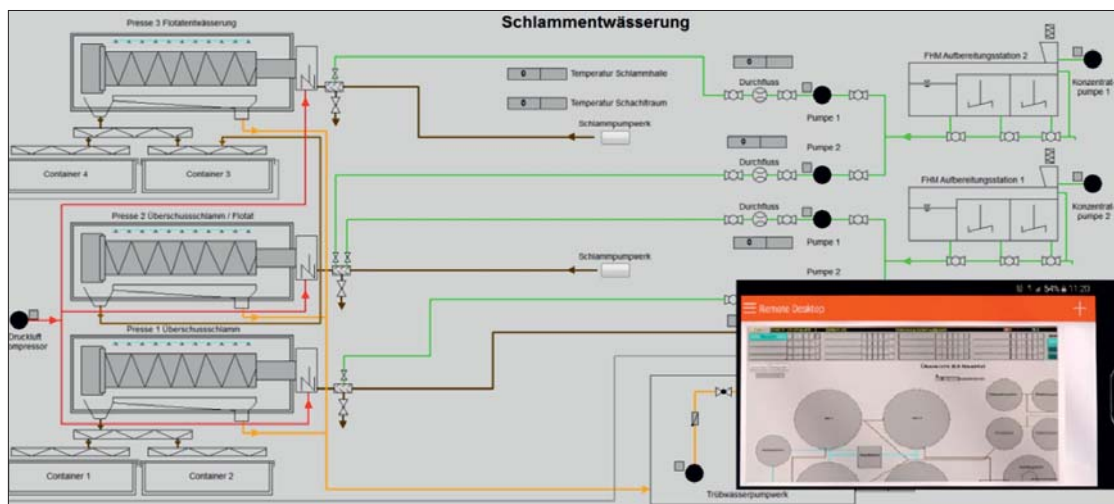 Schlammentwässerung
Presse 3 Flotatentwässerung
FHM Aufbereitungsstation 2
0
Temperatur Schlammhalle
0
Temperatur Schachtraum
0
Durchfluss
Pumpe 1
Konzentrat-
pumpe 1
Schlammpumpwerk
Container 4
Container 3
0
Pumpe 2
Durchfluss
FHM Aufbereitungsstation 1
Konzentrat-
pumpe 2
Presse 2 Überschussschlamm / Flotat
Durchfluss
Pumpe 1
0
Schlammpumpwerk
Pumpe 2
Druckluft
ompressor
Presse 1 Überschussschlamm
54% 11:20
Remote Desktop
Container 1
Container 2
Trübwasserpumpwerk